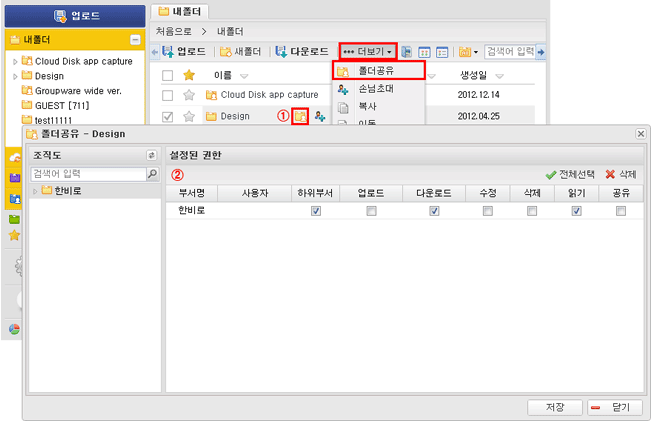 업로드
내폴더
Cloud Disk app capture
Design
Groupware wide ver.
GUEST [711]
test11111
내폴더
처음으로 > 내폴더
업로드 새폴더 다운로드 더보기 검색어 입력
이름 생성일
Cloud Disk app capture 2012.12.14
Design ① 2012.04.25
폴더공유
손님초대
복사
이동
폴더공유 - Design
조직도
검색어 입력
한비로
설정된 권한
② 전체선택 삭제
부서명 사용자 하위부서 업로드 다운로드 수정 삭제 읽기 공유
한비로
저장 닫기